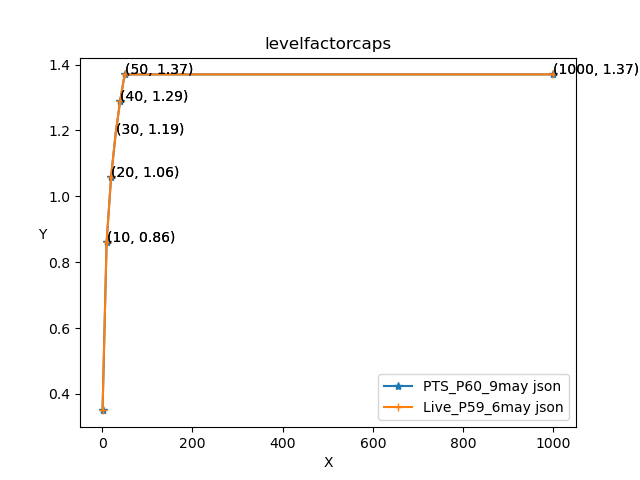 levelfactorcaps
1.4
1.2
1.0
0.8
0.6
0.4
Y
(50, 1.37)
(1000, 1.37)
(40, 1.29)
(30, 1.19)
(20, 1.06)
(10, 0.86)
PTS_P60_9may json
Live_P59_6may json
0 200 400 600 800 1000
X